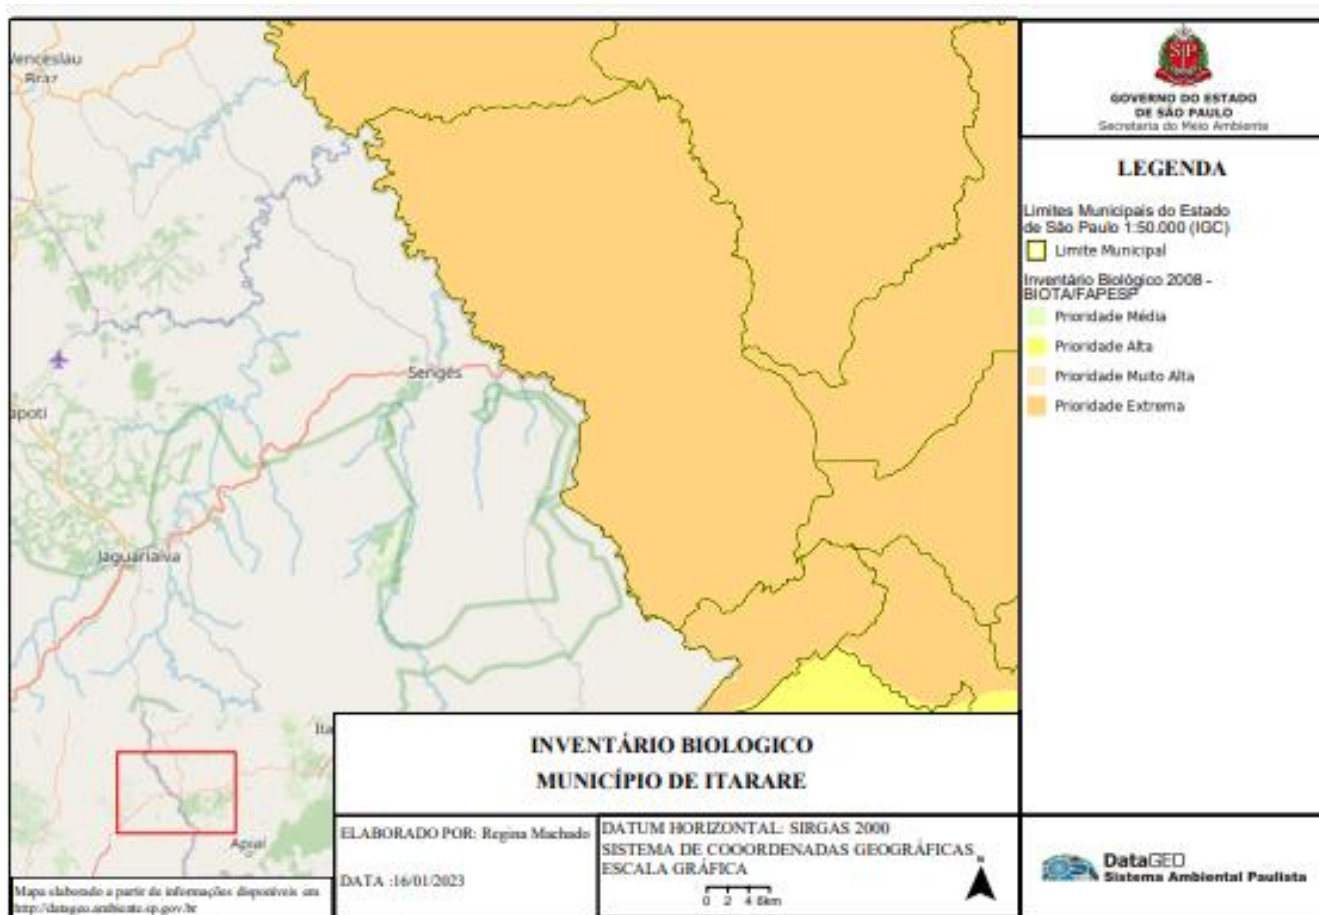 Wenceslau
Braz
Sengés
apoti
Jaguariaíva
Ita
Apiaí
Mapa elaborado a partir de informações disponíveis em
http://datageo.ambiente.sp.gov.br
INVENTÁRIO BIOLOGICO
MUNICÍPIO DE ITARARE
ELABORADO POR: Regina Machado
DATA :16/01/2023
DATUM HORIZONTAL: SIRGAS 2000
SISTEMA DE COOORDENADAS GEOGRÁFICAS
ESCALA GRÁFICA
0 2 4 6km
N
SP
GOVERNO DO ESTADO
DE SÃO PAULO
Secretaria do Meio Ambiente
LEGENDA
Limites Municipais do Estado
de São Paulo 1:50.000 (IGC)
Limite Municipal
Inventário Biológico 2008 -
BIOTA/FAPESP
Prioridade Média
Prioridade Alta
Prioridade Muito Alta
Prioridade Extrema
DataGEO
Sistema Ambiental Paulista